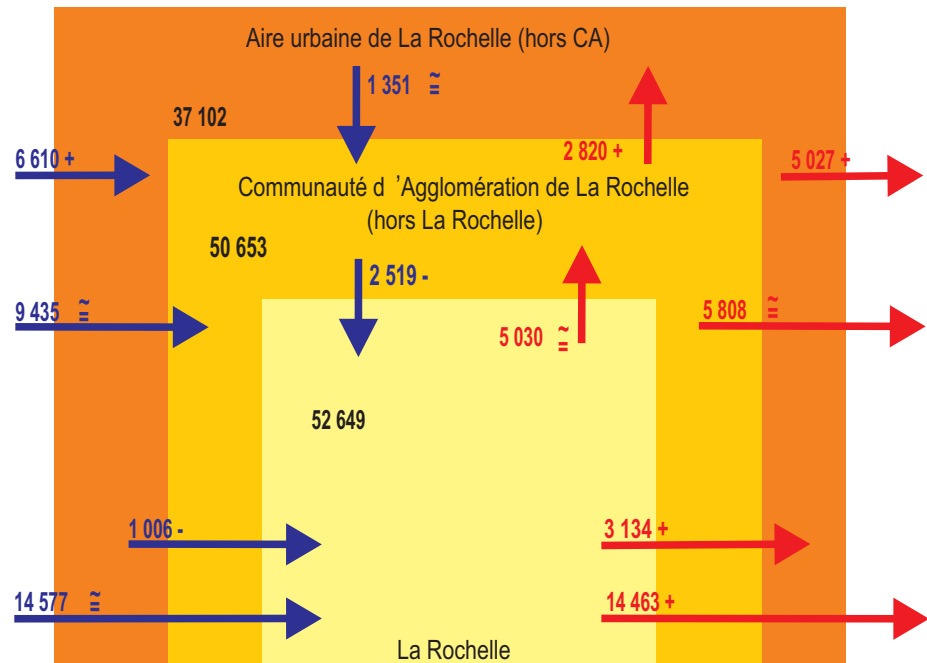 Aire urbaine de La Rochelle (hors CA)
1 351 ≅
37 102
6 610 +
2 820 +
5 027 +
Communauté d ’Agglomération de La Rochelle
(hors La Rochelle)
50 653
2 519 -
9 435 ≅
5 030 ≅
5 808 ≅
52 649
1 006 -
3 134 +
14 577 ≅
14 463 +
La Rochelle